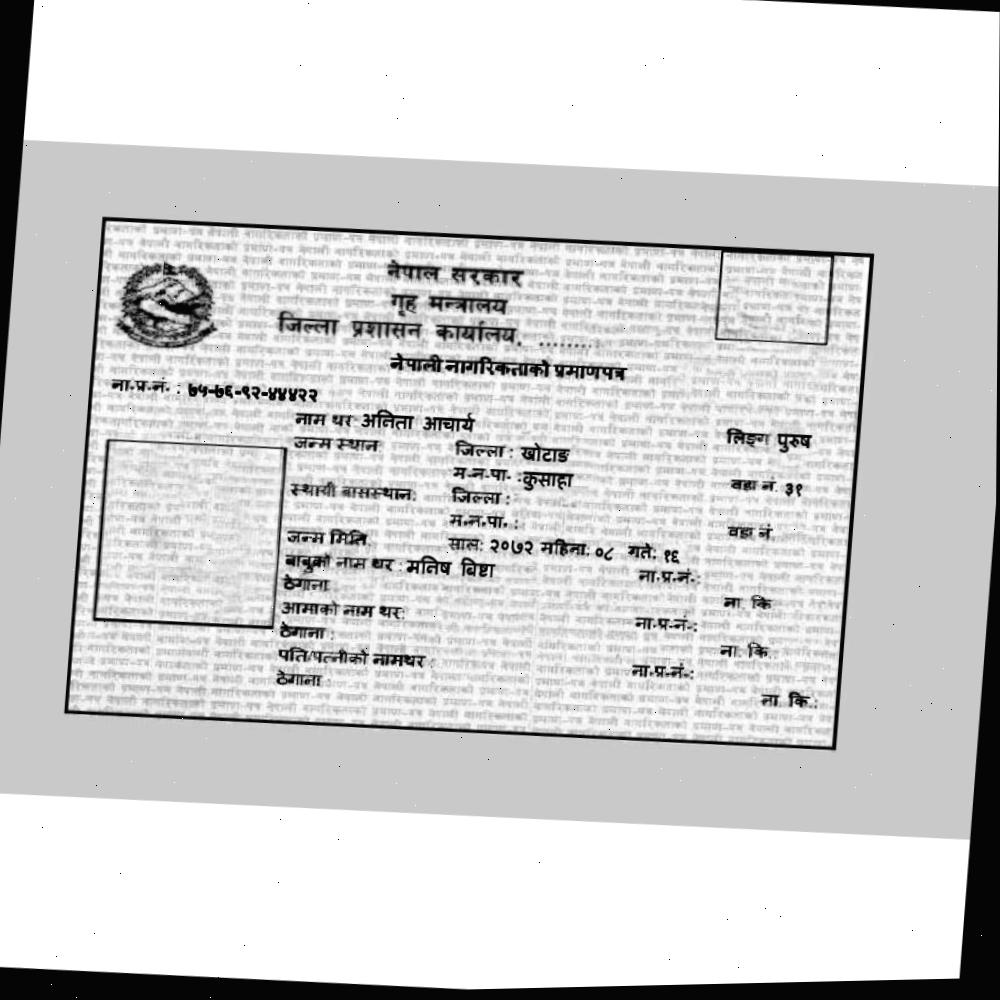 नेपाल सरकार
गृह मन्त्रालय
जिल्ला प्रशासन कार्यालय, ........
नेपाली नागरिकताको प्रमाणपत्र
ना.प्र.नं. : ७५-७६-९२-४४४२२
नाम थर: अनिता आचार्य लिङ्ग पुरुष
जन्म स्थान: जिल्ला : खोटाङ
म.न.पा. :कुसाहा वडा नं. ३१
स्थायी बासस्थान: जिल्ला :
म.न.पा. : वडा नं.
जन्म मिति: साल: २०७२ महिना: ०८ गते: १६
बाबुको नाम थर : मनिष बिष्टा ना.प्र.नं.:
ठेगाना : ना. कि.
आमाको नाम थर: ना.प्र.नं.:
ठेगाना : ना. कि.:
पति/पत्नीको नामथर : ना.प्र.नं.:
ठेगाना : ना. कि.: